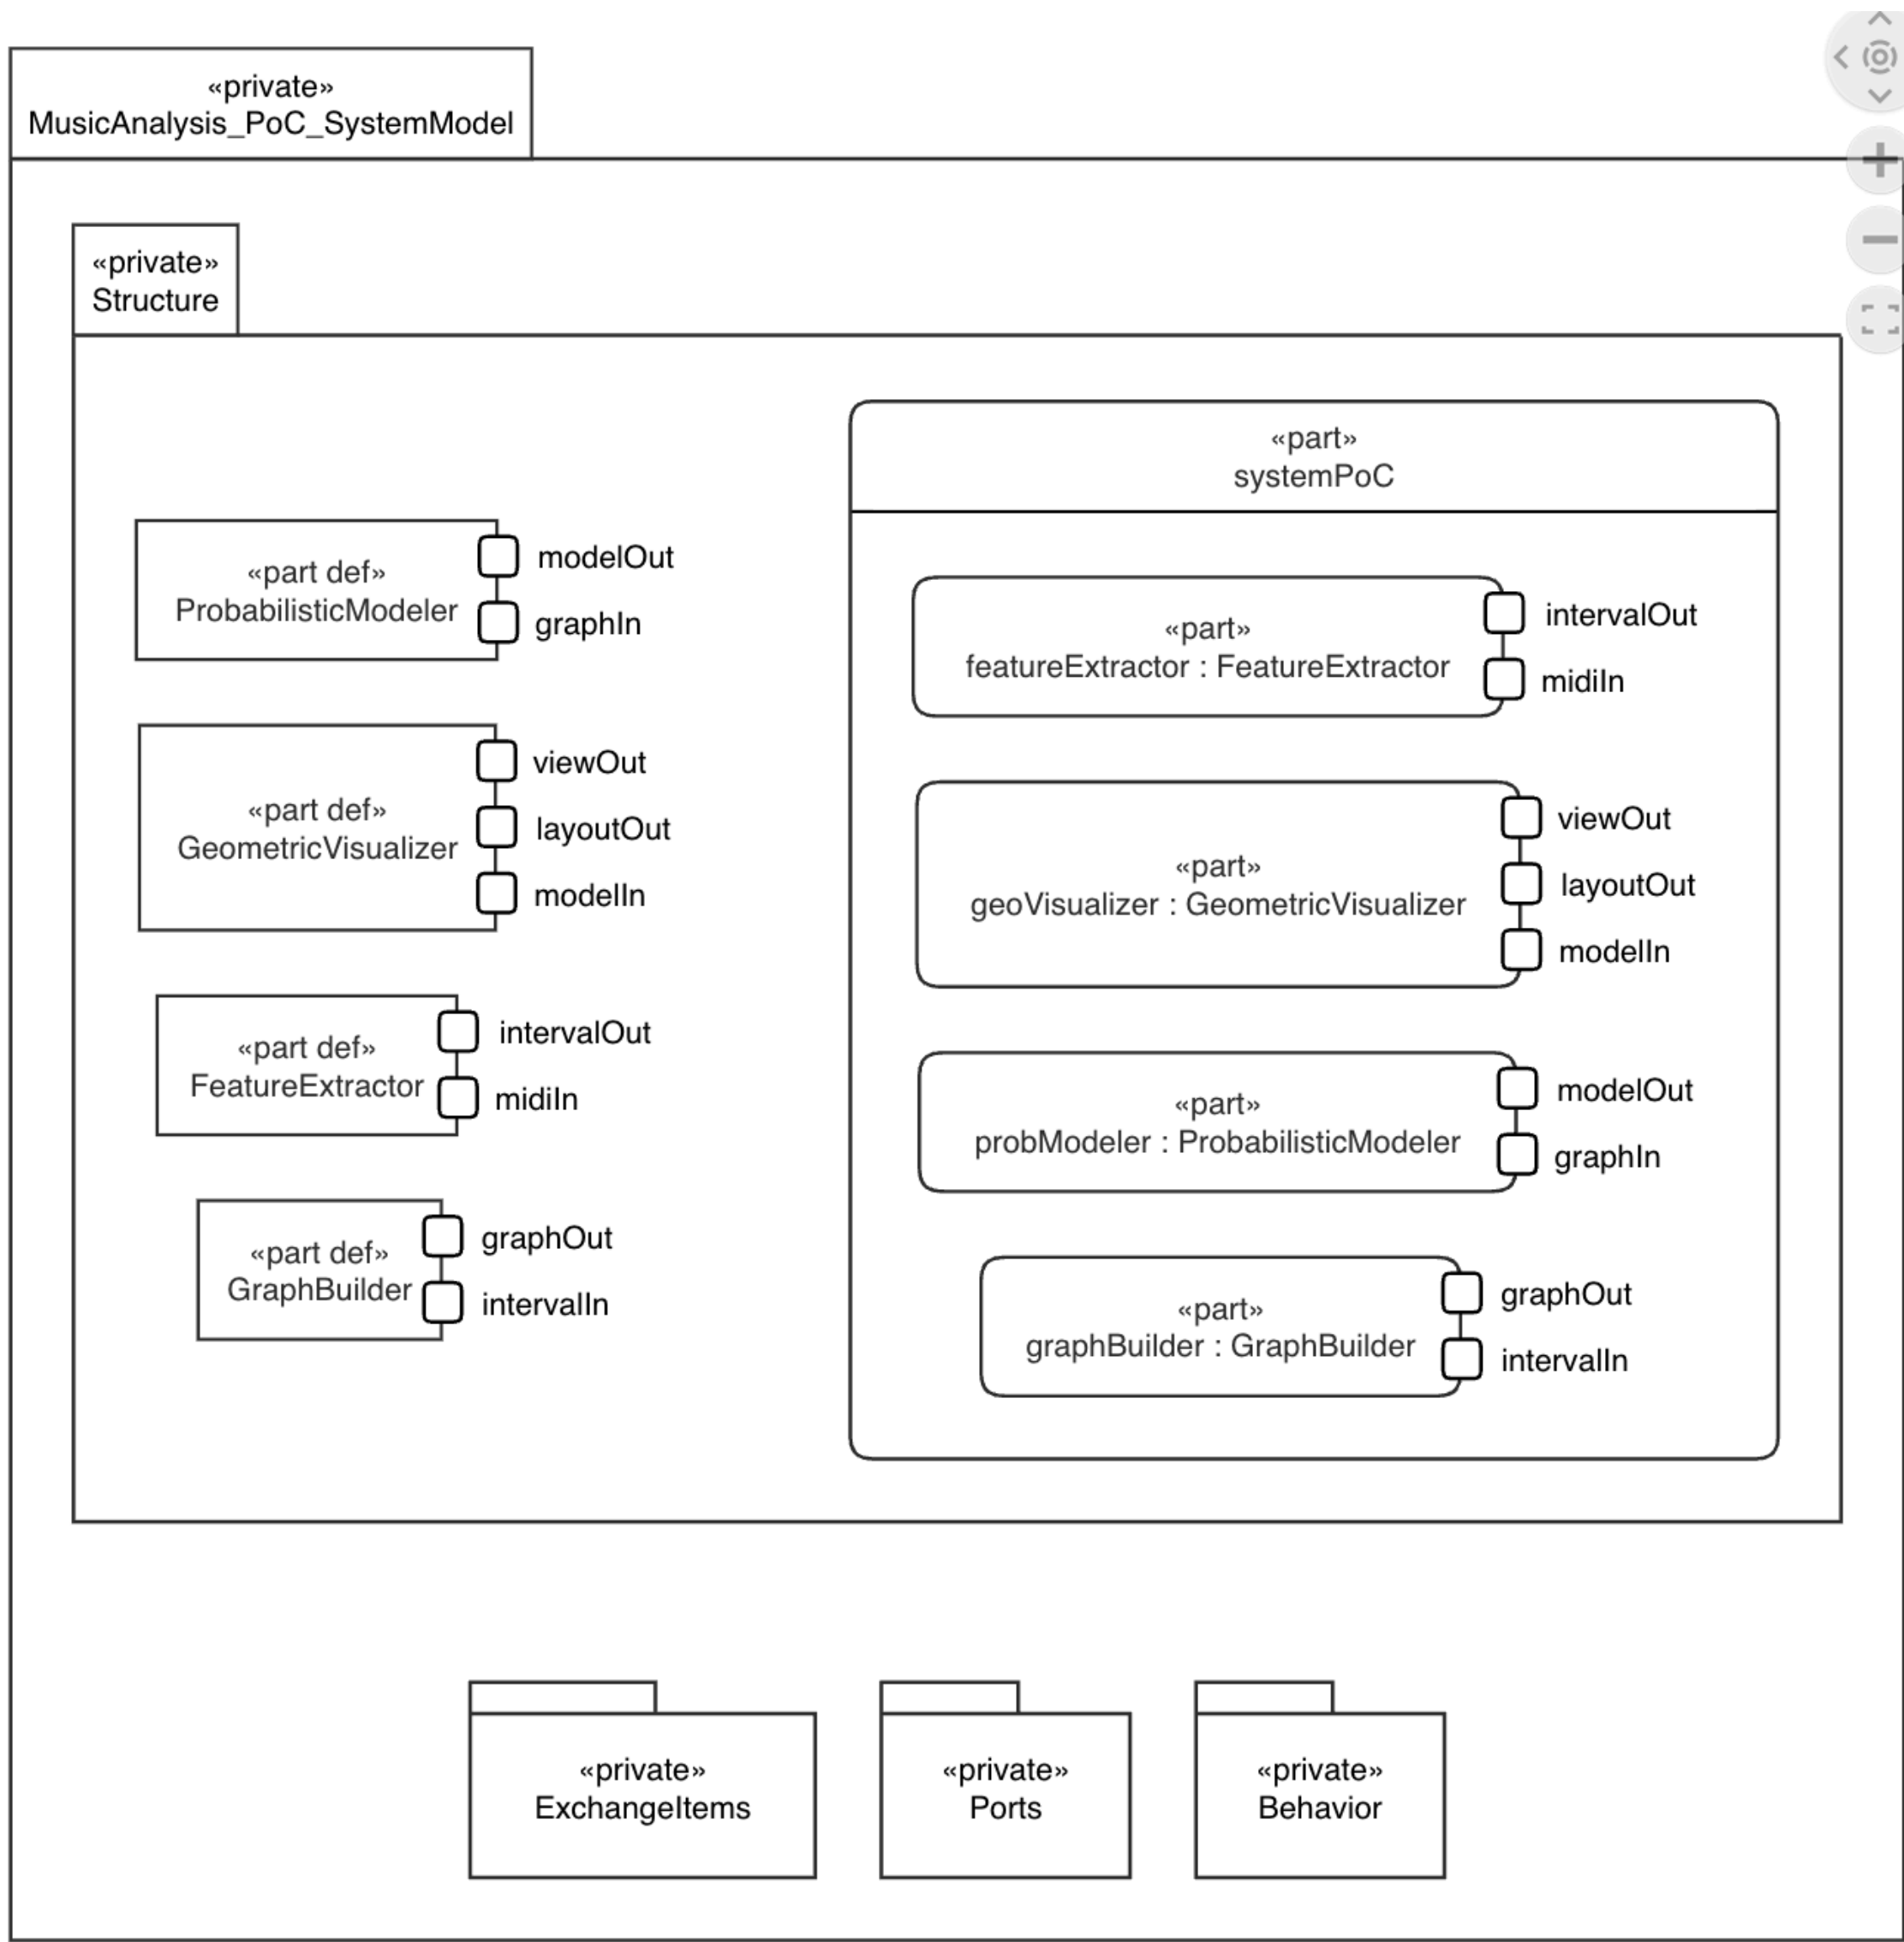 «private»
MusicAnalysis_PoC_SystemModel
«private»
Structure
«part def»
ProbabilisticModeler
modelOut
graphIn
«part def»
GeometricVisualizer
viewOut
layoutOut
modelIn
«part def»
FeatureExtractor
intervalOut
midiIn
«part def»
GraphBuilder
graphOut
intervalIn
«part»
systemPoC
«part»
featureExtractor : FeatureExtractor
intervalOut
midiIn
«part»
geoVisualizer : GeometricVisualizer
viewOut
layoutOut
modelIn
«part»
probModeler : ProbabilisticModeler
modelOut
graphIn
«part»
graphBuilder : GraphBuilder
graphOut
intervalIn
«private»
ExchangeItems
«private»
Ports
«private»
Behavior